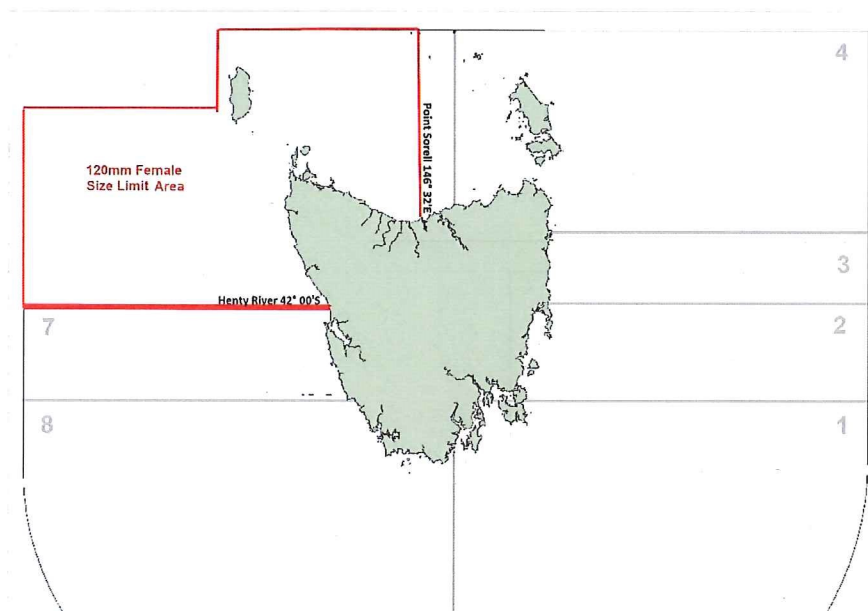 4
120mm Female
Size Limit Area
Point Sorell 146° 32'E
3
Henty River 42° 00'S
7
2
8
1